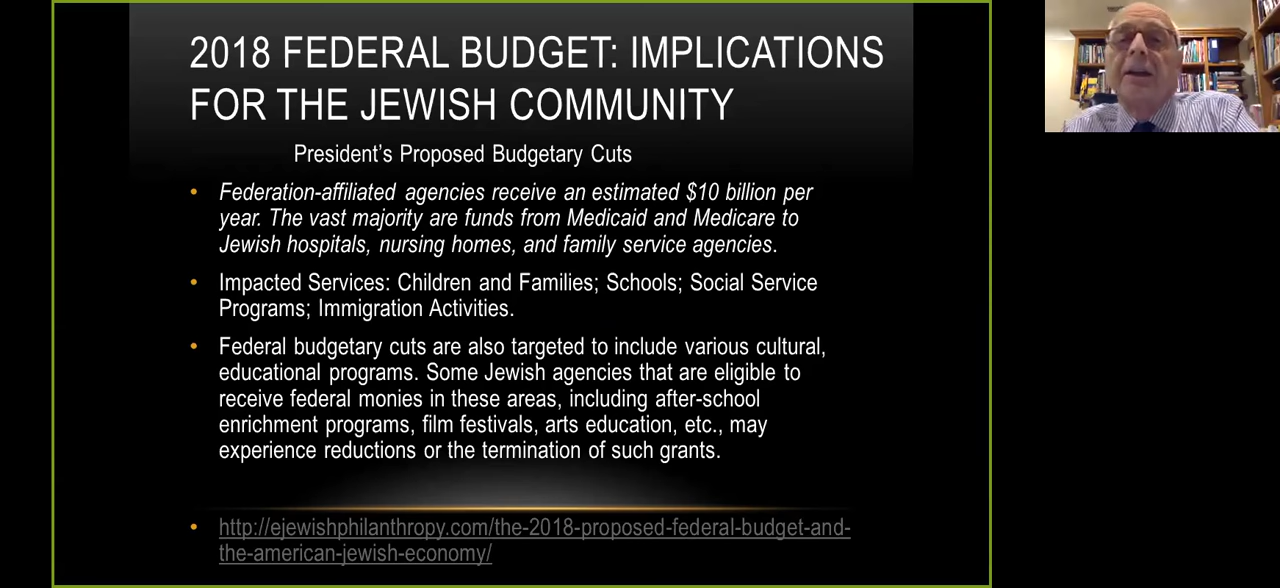 2018 FEDERAL BUDGET: IMPLICATIONS
FOR THE JEWISH COMMUNITY
President’s Proposed Budgetary Cuts
• Federation-affiliated agencies receive an estimated $10 billion per
year. The vast majority are funds from Medicaid and Medicare to
Jewish hospitals, nursing homes, and family service agencies.
• Impacted Services: Children and Families; Schools; Social Service
Programs; Immigration Activities.
• Federal budgetary cuts are also targeted to include various cultural,
educational programs. Some Jewish agencies that are eligible to
receive federal monies in these areas, including after-school
enrichment programs, film festivals, arts education, etc., may
experience reductions or the termination of such grants.
• http://ejewishphilanthropy.com/the-2018-proposed-federal-budget-and-
the-american-jewish-economy/